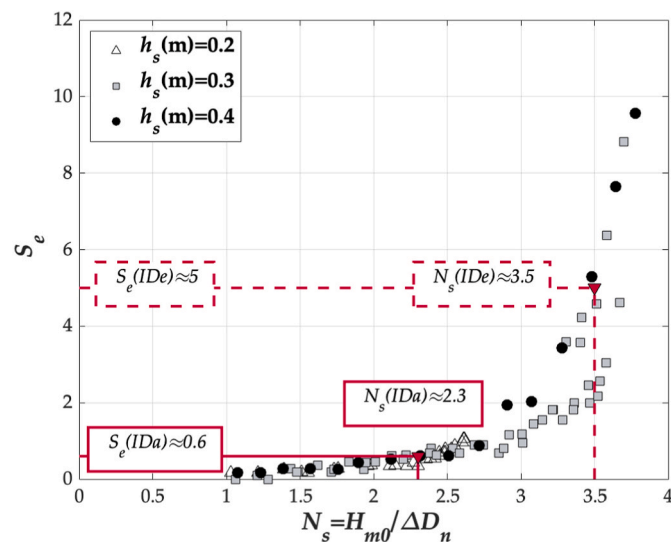 12
10
8
6
4
2
0
S_e
h_s(m)=0.2
h_s(m)=0.3
h_s(m)=0.4
S_e(IDe)≈5
N_s(IDe)≈3.5
N_s(IDa)≈2.3
S_e(IDa)≈0.6
0 0.5 1 1.5 2 2.5 3 3.5 4
N_s=H_{m0}/ΔD_n